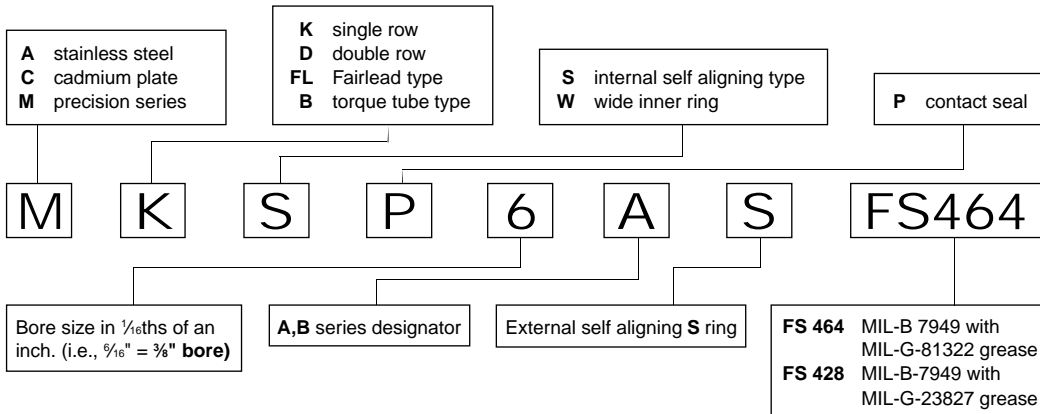 A stainless steel
C cadmium plate
M precision series
K single row
D double row
FL Fairlead type
B torque tube type
S internal self aligning type
W wide inner ring
P contact seal
M K S P 6 A S FS464
Bore size in 1⁄16ths of an
inch. (i.e., 6⁄16" = 3⁄8" bore)
A,B series designator
External self aligning S ring
FS 464 MIL-B 7949 with
MIL-G-81322 grease
FS 428 MIL-B-7949 with
MIL-G-23827 grease